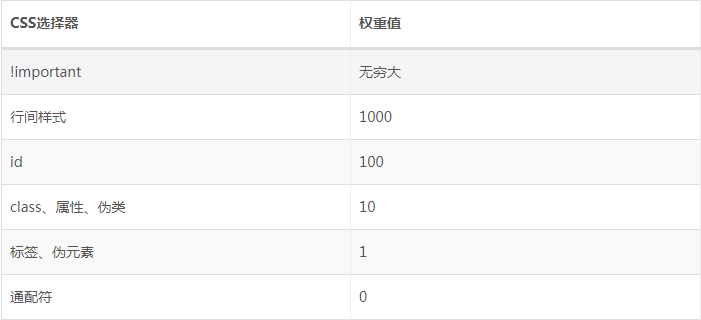 CSS选择器 权重值
!important 无穷大
行间样式 1000
id 100
class、属性、伪类 10
标签、伪元素 1
通配符 0